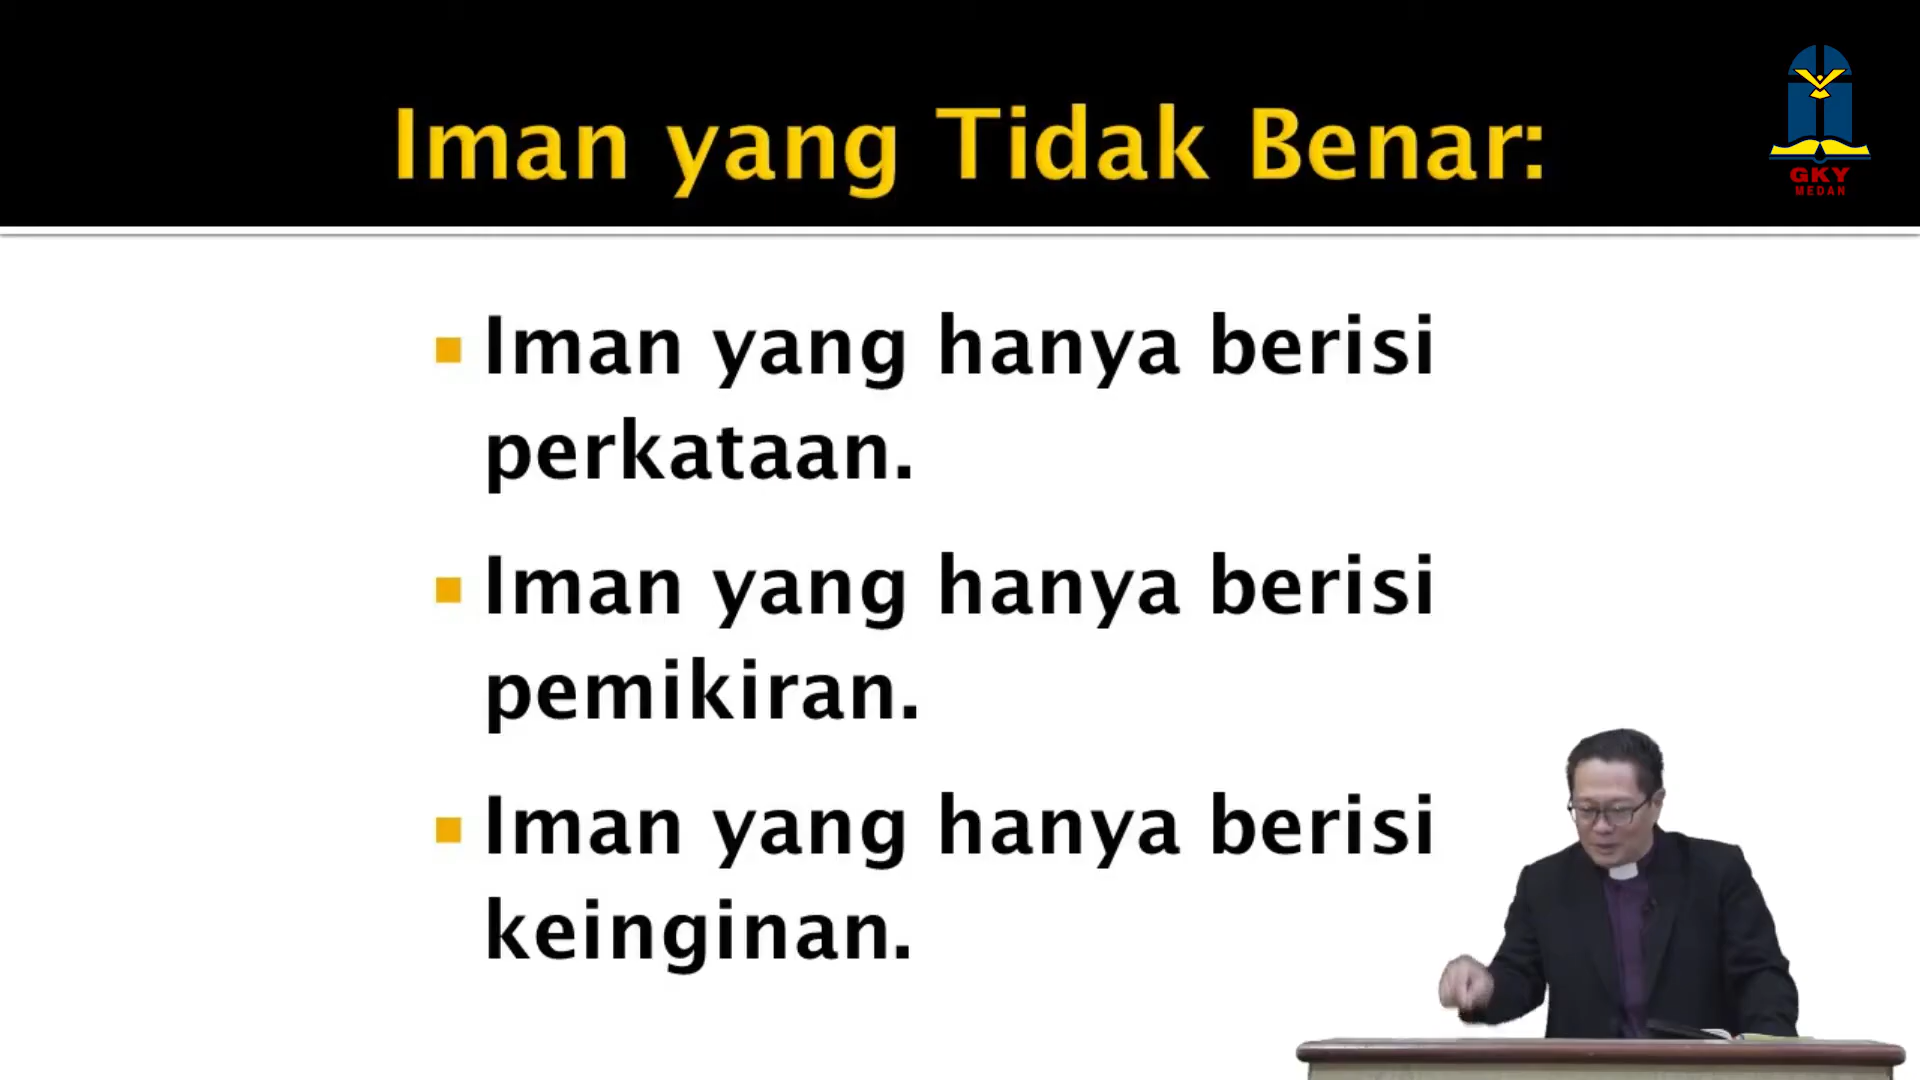 Iman yang Tidak Benar:
GKY
MEDAN
Iman yang hanya berisi
perkataan.
Iman yang hanya berisi
pemikiran.
Iman yang hanya berisi
keinginan.